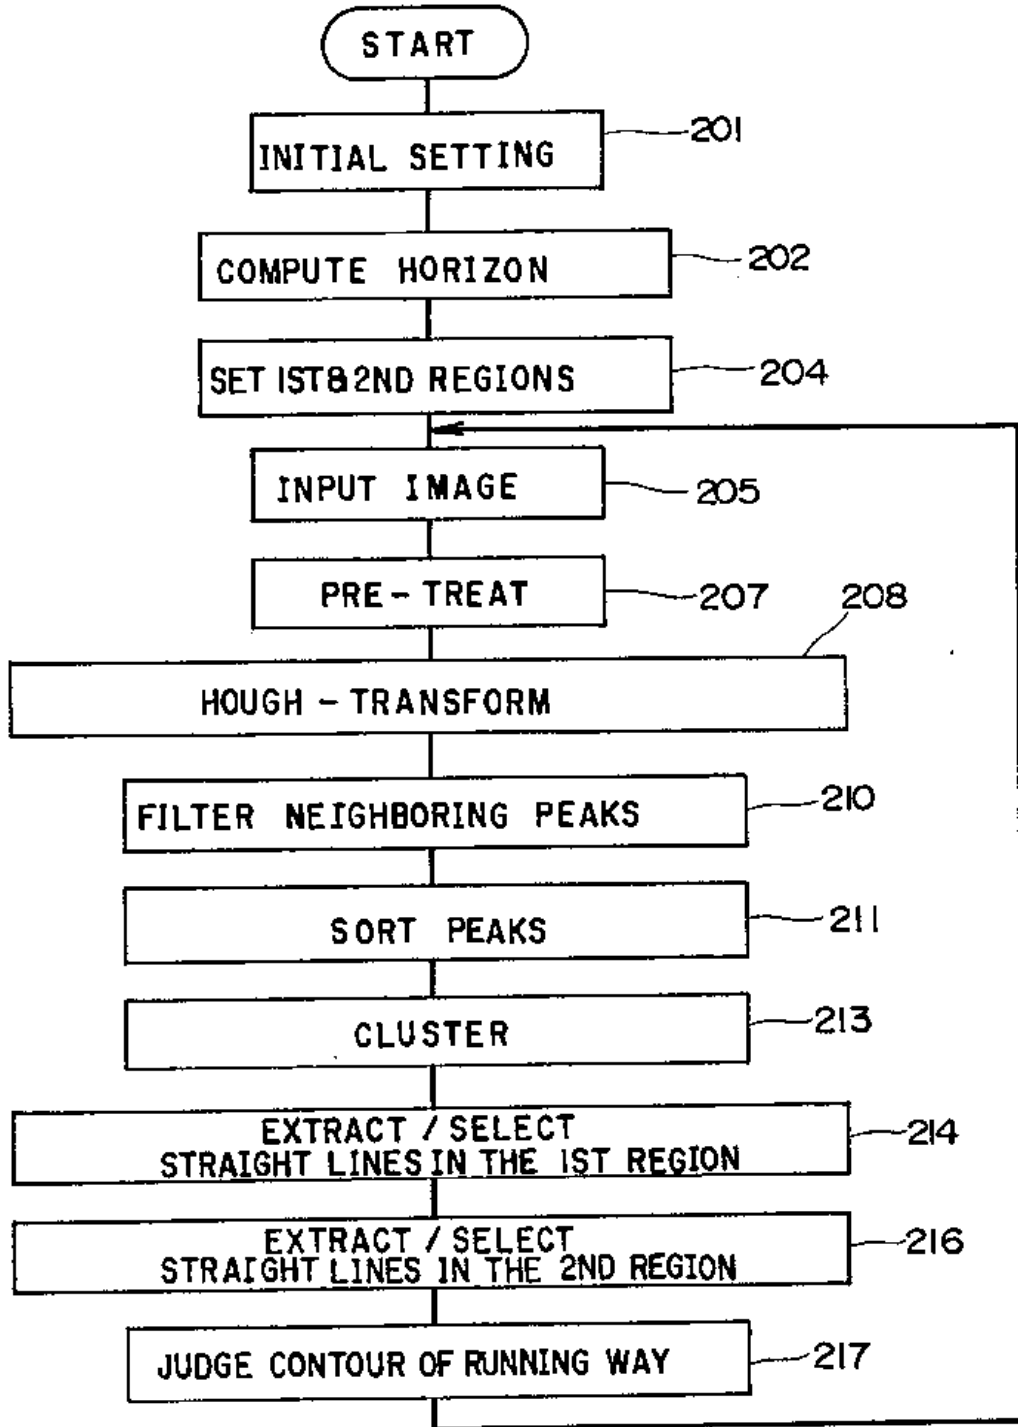 START
INITIAL SETTING
201
COMPUTE HORIZON
202
SET 1ST & 2ND REGIONS
204
INPUT IMAGE
205
PRE-TREAT
207
208
HOUGH-TRANSFORM
FILTER NEIGHBORING PEAKS
210
SORT PEAKS
211
CLUSTER
213
EXTRACT / SELECT
STRAIGHT LINES IN THE 1ST REGION
214
EXTRACT / SELECT
STRAIGHT LINES IN THE 2ND REGION
216
JUDGE CONTOUR OF RUNNING WAY
217